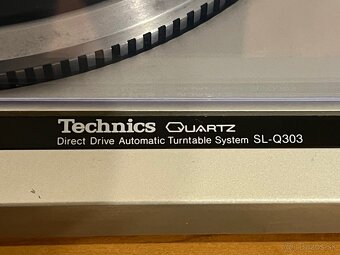 Technics QUARTZ
Direct Drive Automatic Turntable System SL-Q303